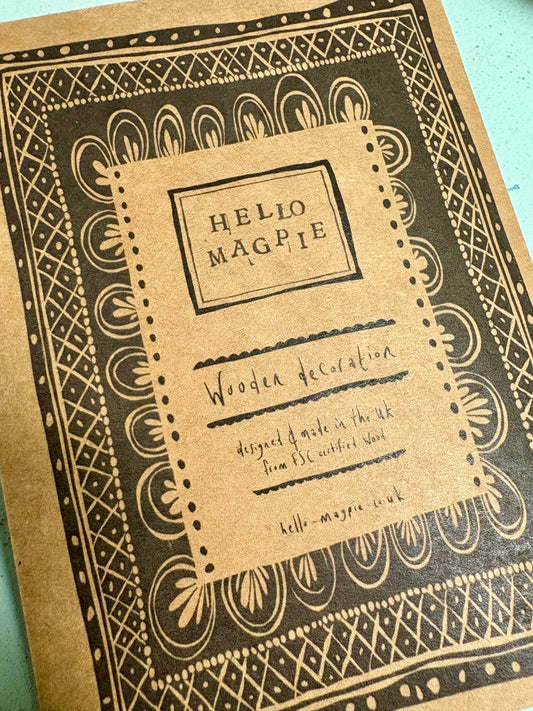 HELLO
MAGPIE
Wooden decoration
designed & made in the UK
from FSC certified wood
hello-magpie.co.uk